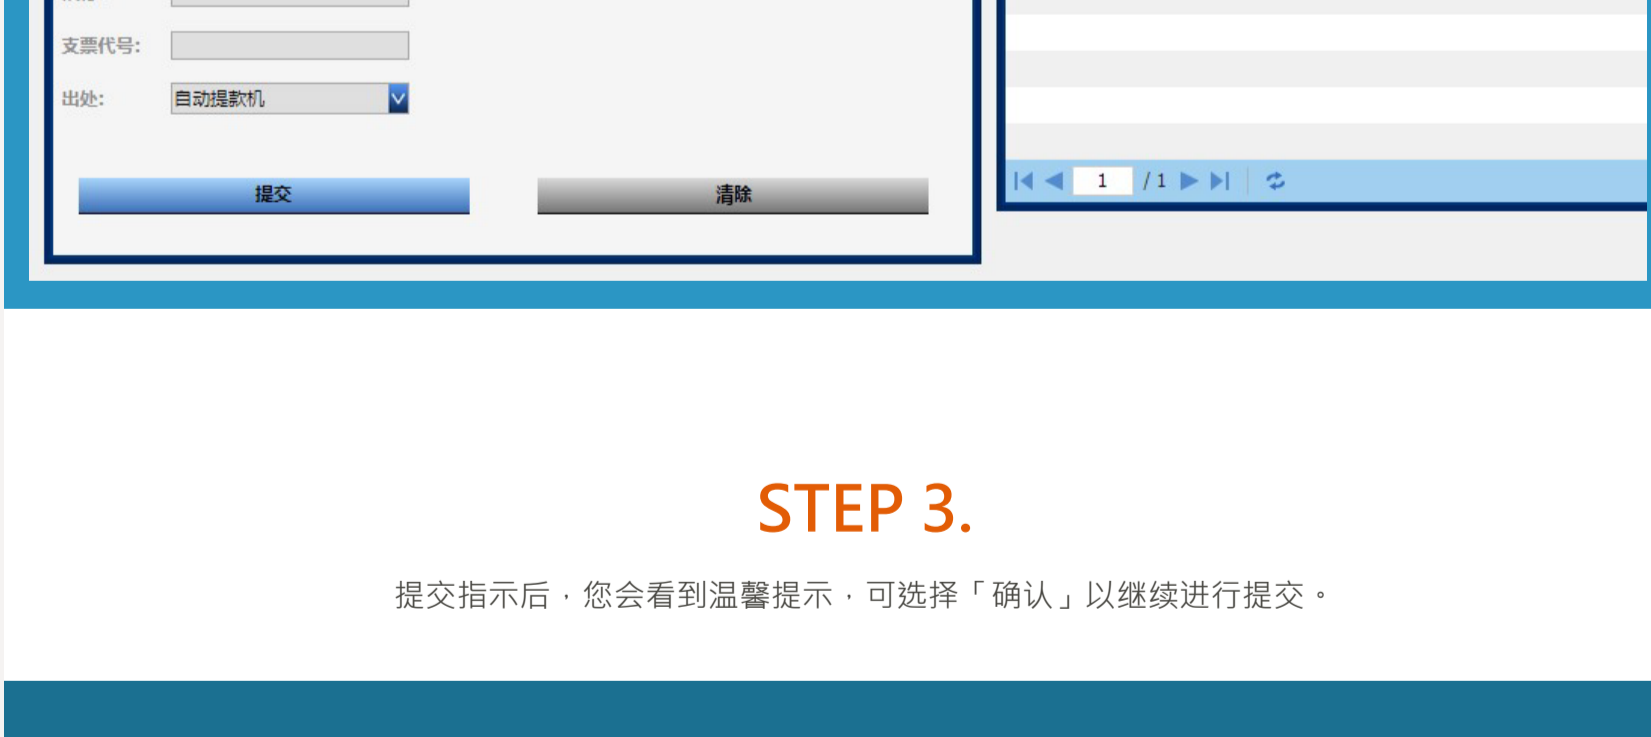 支票代号:
出处: 自动提款机
提交 清除
1 / 1
STEP 3.
提交指示后，您会看到温馨提示，可选择「确认」以继续进行提交。